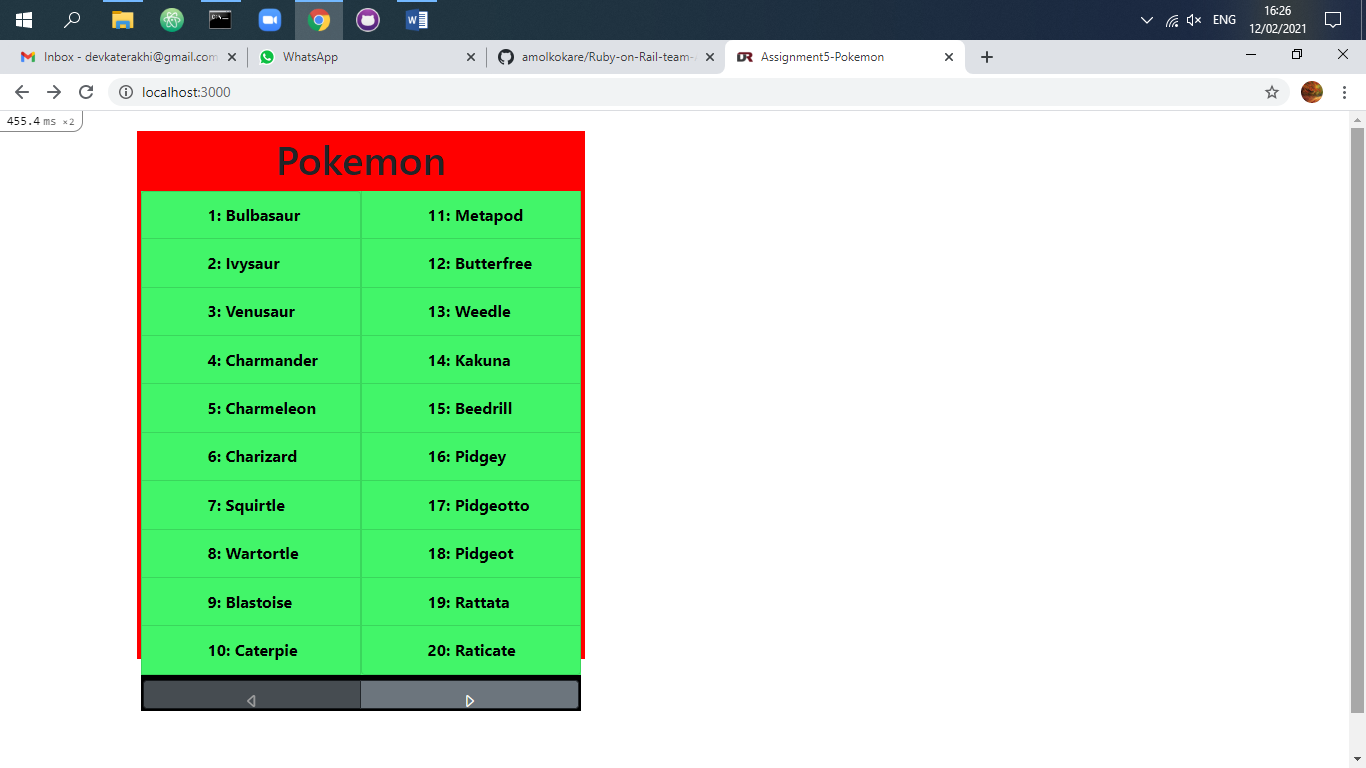 16:26
ENG
12/02/2021
Inbox - devkaterakhi@gmail.com
WhatsApp
amolkokare/Ruby-on-Rail-team-
Assignment5-Pokemon
localhost:3000
455.4 ms ×2
Pokemon
1: Bulbasaur
11: Metapod
2: Ivysaur
12: Butterfree
3: Venusaur
13: Weedle
4: Charmander
14: Kakuna
5: Charmeleon
15: Beedrill
6: Charizard
16: Pidgey
7: Squirtle
17: Pidgeotto
8: Wartortle
18: Pidgeot
9: Blastoise
19: Rattata
10: Caterpie
20: Raticate